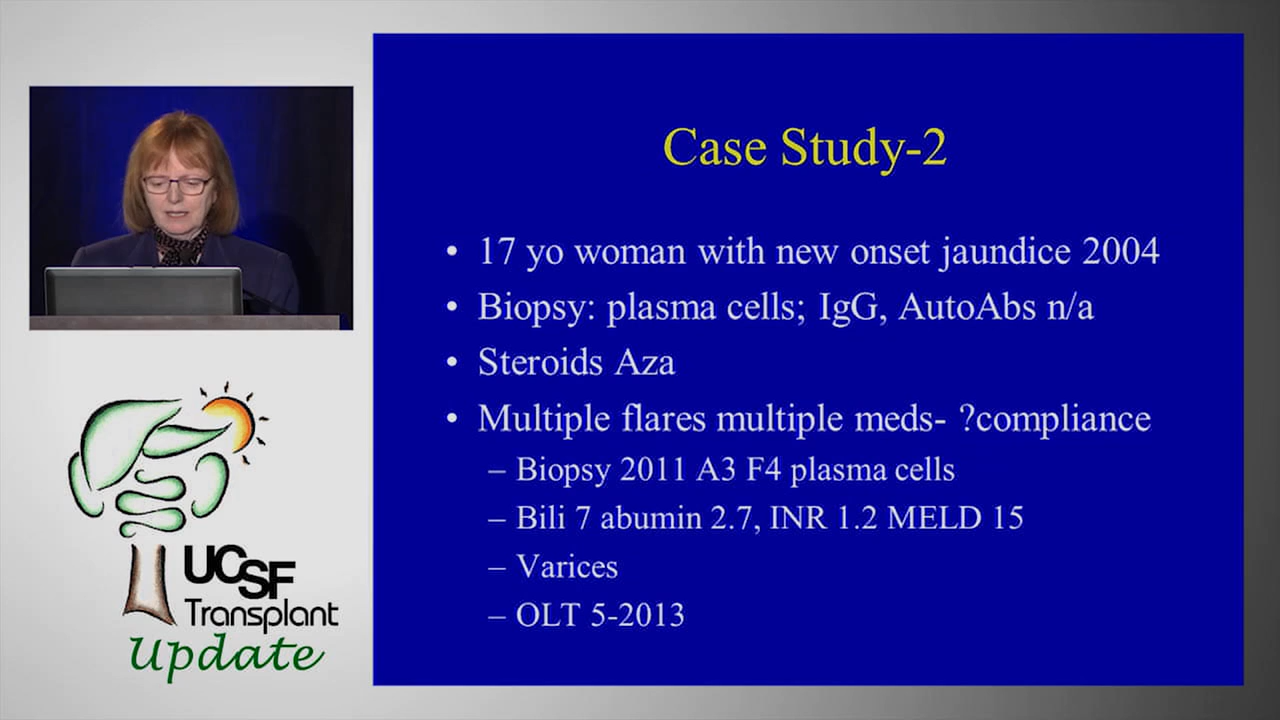 Case Study-2
• 17 yo woman with new onset jaundice 2004
• Biopsy: plasma cells; IgG, AutoAbs n/a
• Steroids Aza
• Multiple flares multiple meds- ?compliance
– Biopsy 2011 A3 F4 plasma cells
– Bili 7 abumin 2.7, INR 1.2 MELD 15
– Varices
– OLT 5-2013
UCSF
Transplant
Update